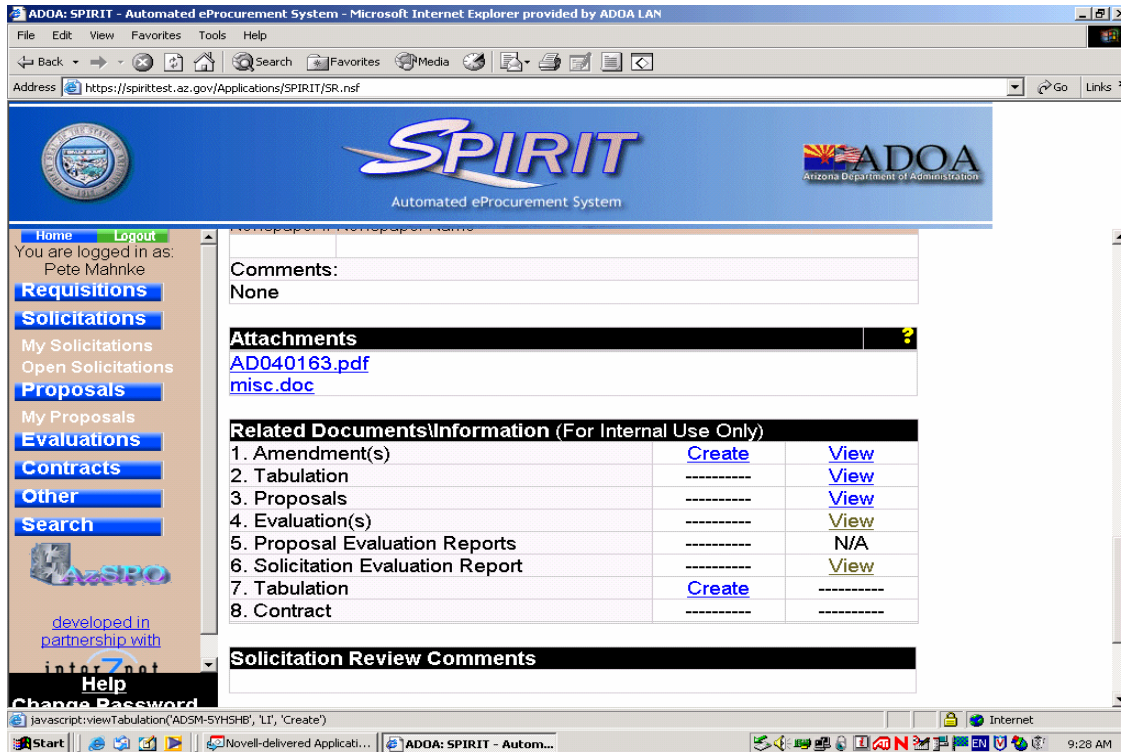 ADOA: SPIRIT - Automated eProcurement System - Microsoft Internet Explorer provided by ADOA LAN
File Edit View Favorites Tools Help
Back Search Favorites Media
Address https://spirittest.az.gov/Applications/SPIRIT/SR.nsf Go Links
SPIRIT
Automated eProcurement System
ADOA
Arizona Department of Administration
Home Logout
You are logged in as:
Pete Mahnke
Requisitions
Solicitations
My Solicitations
Open Solicitations
Proposals
My Proposals
Evaluations
Contracts
Other
Search
AzSPO
developed in
partnership with
Help
Change Password
Comments:
None
Attachments ?
AD040163.pdf
misc.doc
Related Documents\Information (For Internal Use Only)
1. Amendment(s) Create View
2. Tabulation ---------- View
3. Proposals ---------- View
4. Evaluation(s) ---------- View
5. Proposal Evaluation Reports ---------- N/A
6. Solicitation Evaluation Report ---------- View
7. Tabulation Create ----------
8. Contract ---------- ----------
Solicitation Review Comments
javascript:viewTabulation('ADSM-5YHSHB', 'LI', 'Create') Internet
Start Novell-delivered Applicati... ADOA: SPIRIT - Autom... EN 9:28 AM